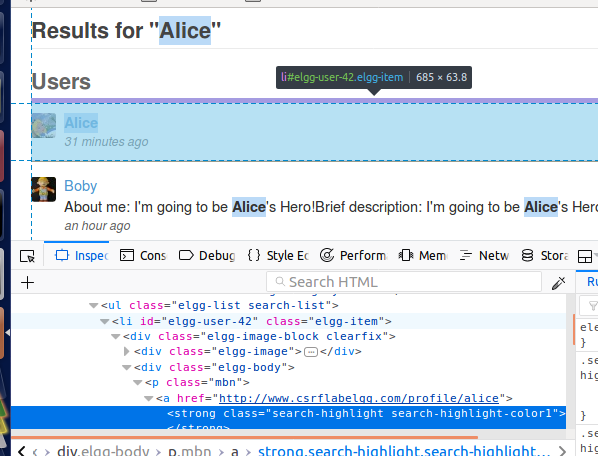 Results for "Alice"
Users
li#elgg-user-42.elgg-item | 685 × 63.8
Alice
31 minutes ago
Boby
About me: I'm going to be Alice's Hero!Brief description: I'm going to be Alice's Hero
an hour ago
Inspec Cons Debug {} Style Ec Perform Mem Netw Stora
+ Search HTML Ru
<ul class="elgg-list search-list">
<li id="elgg-user-42" class="elgg-item">
<div class="elgg-image-block clearfix">
<div class="elgg-image"></div>
<div class="elgg-body">
<p class="mbn">
<a href="http://www.csrflabelgg.com/profile/alice">
<strong class="search-highlight search-highlight-color1">
</strong>
ele
}
.se
hig
}
.se
hig
div.elgg-body > p.mbn > a > strong.search-highlight.search-highlight…